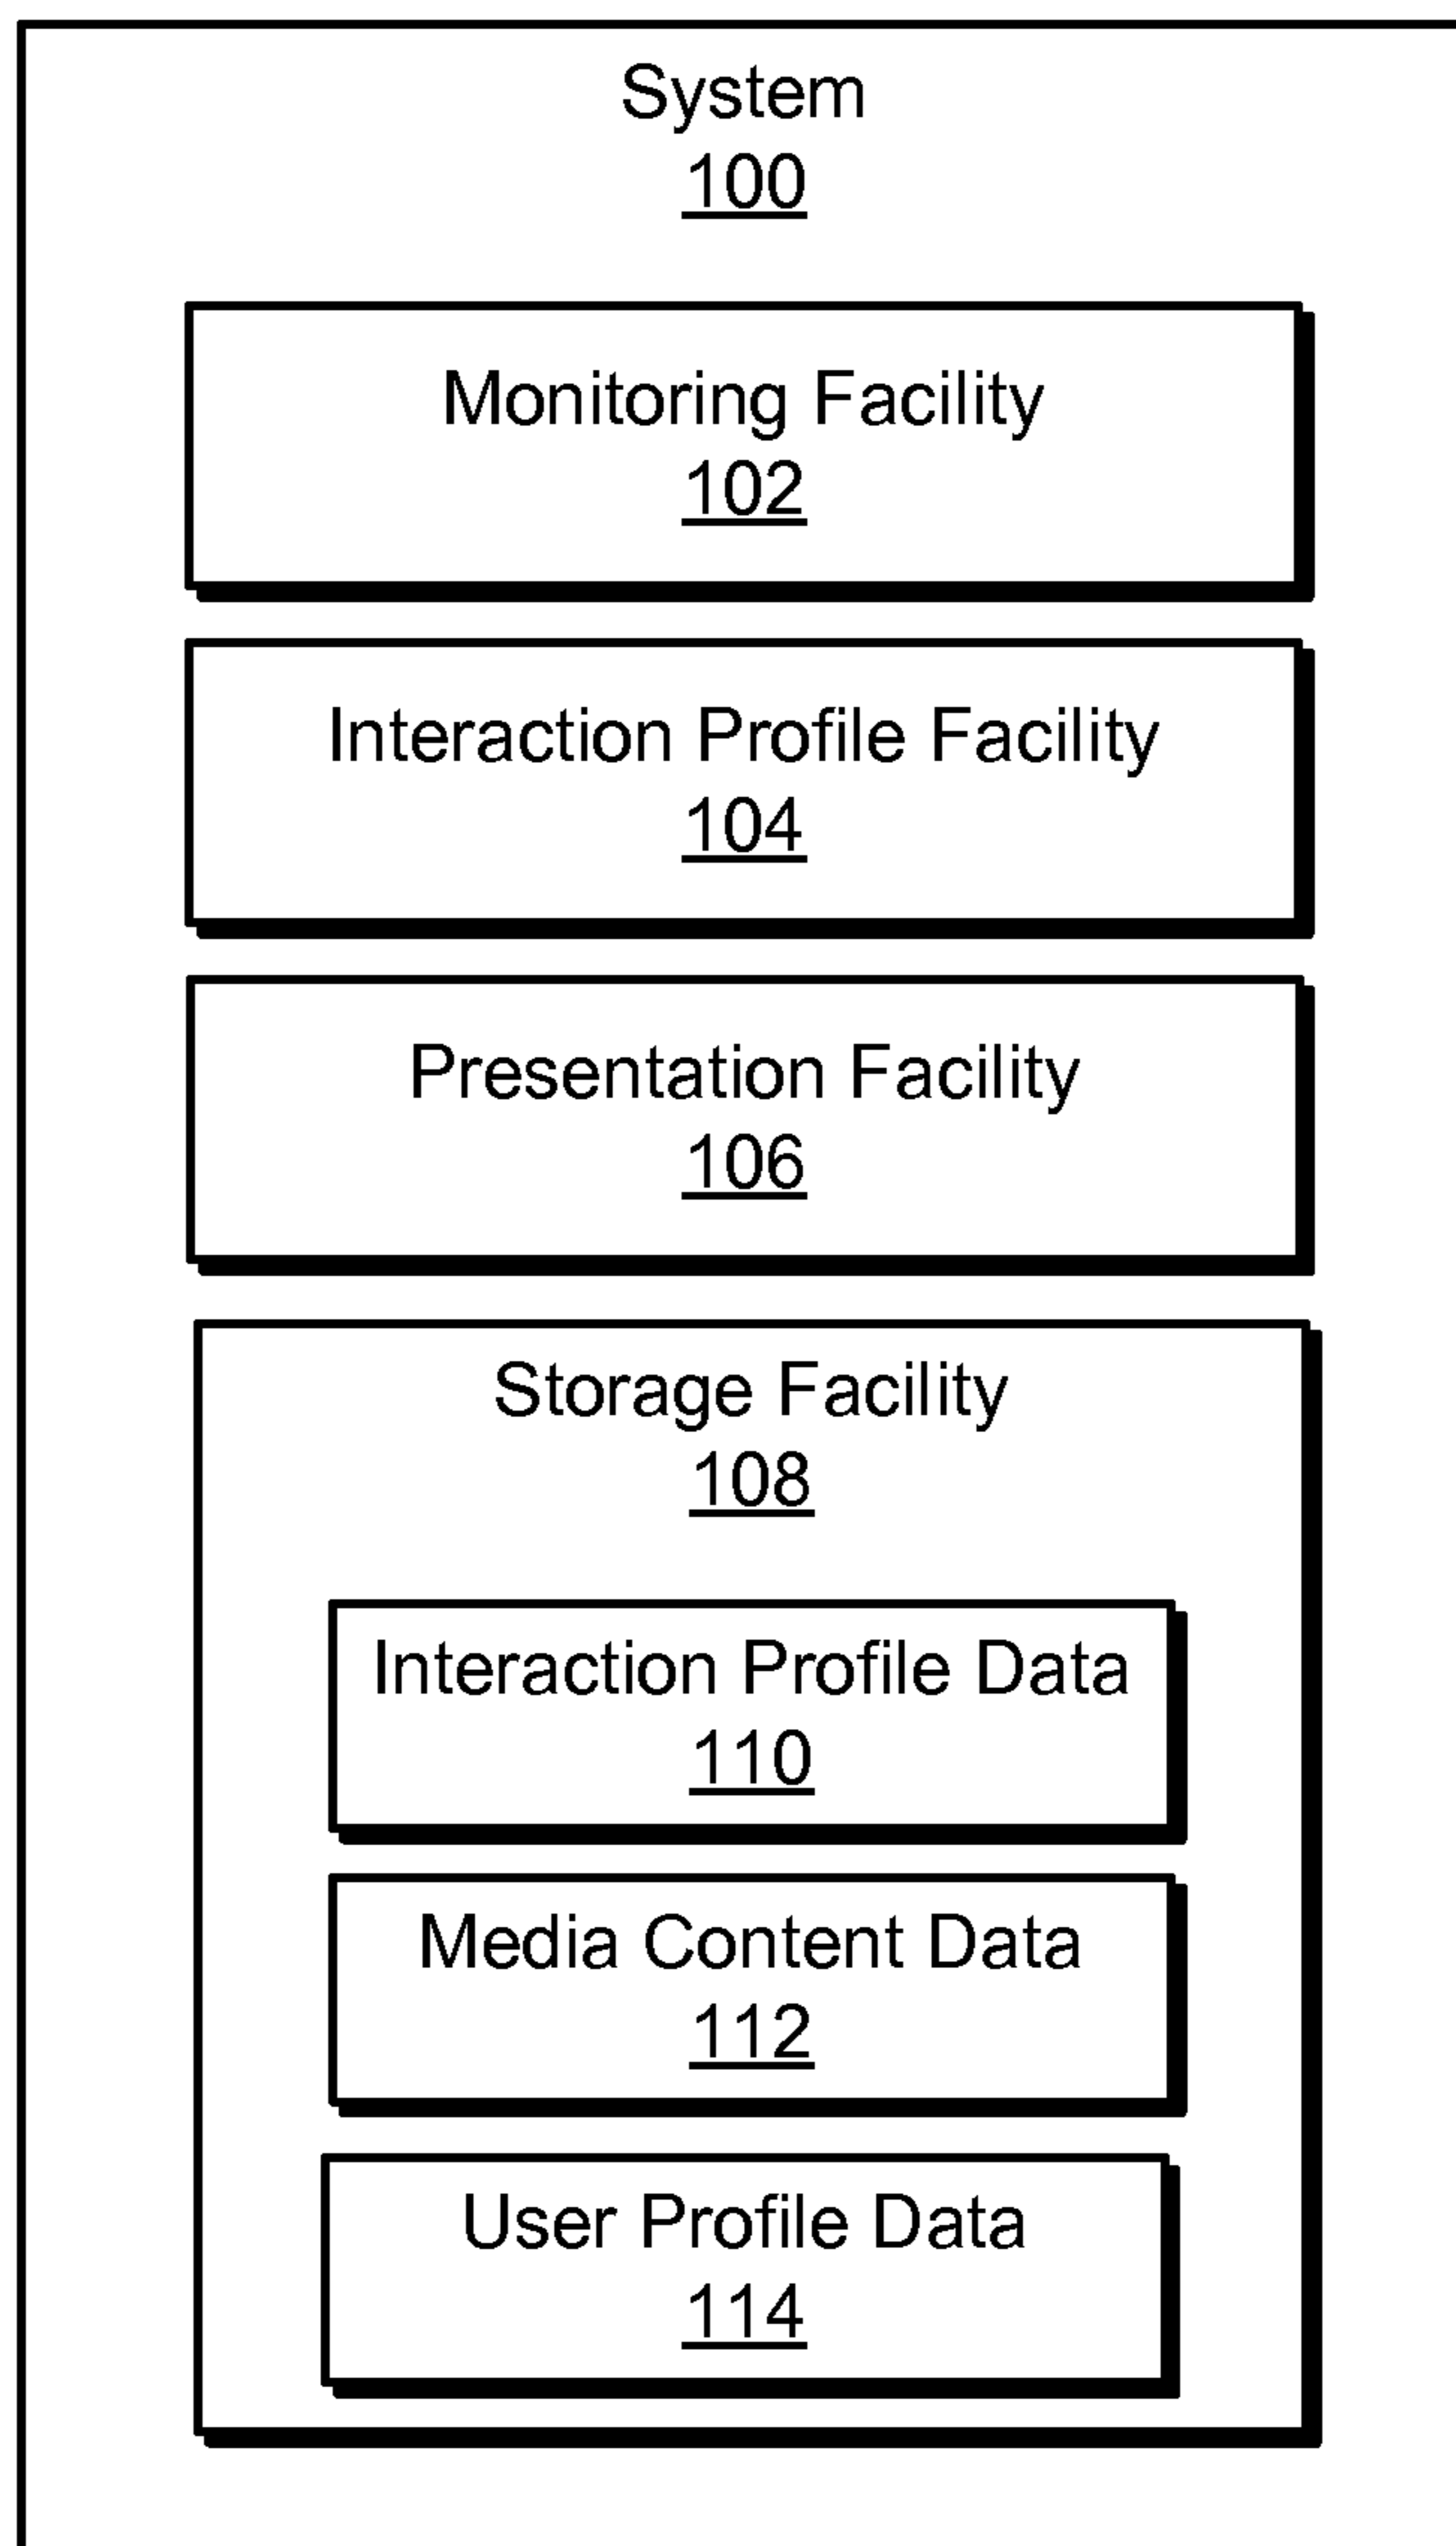 System
100
Monitoring Facility
102
Interaction Profile Facility
104
Presentation Facility
106
Storage Facility
108
Interaction Profile Data
110
Media Content Data
112
User Profile Data
114